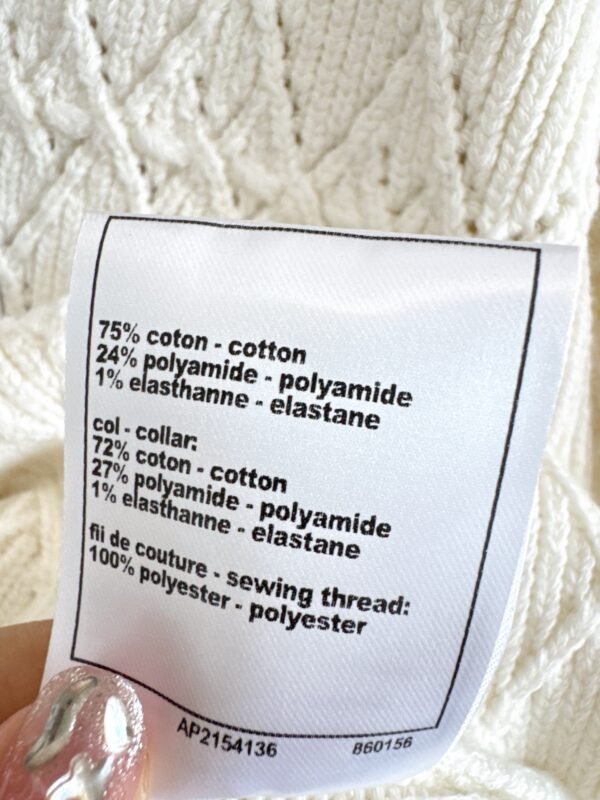 75% coton - cotton
24% polyamide - polyamide
1% elasthanne - elastane
col - collar:
72% coton - cotton
27% polyamide - polyamide
1% elasthanne - elastane
fil de couture - sewing thread:
100% polyester - polyester
AP2154136 860156